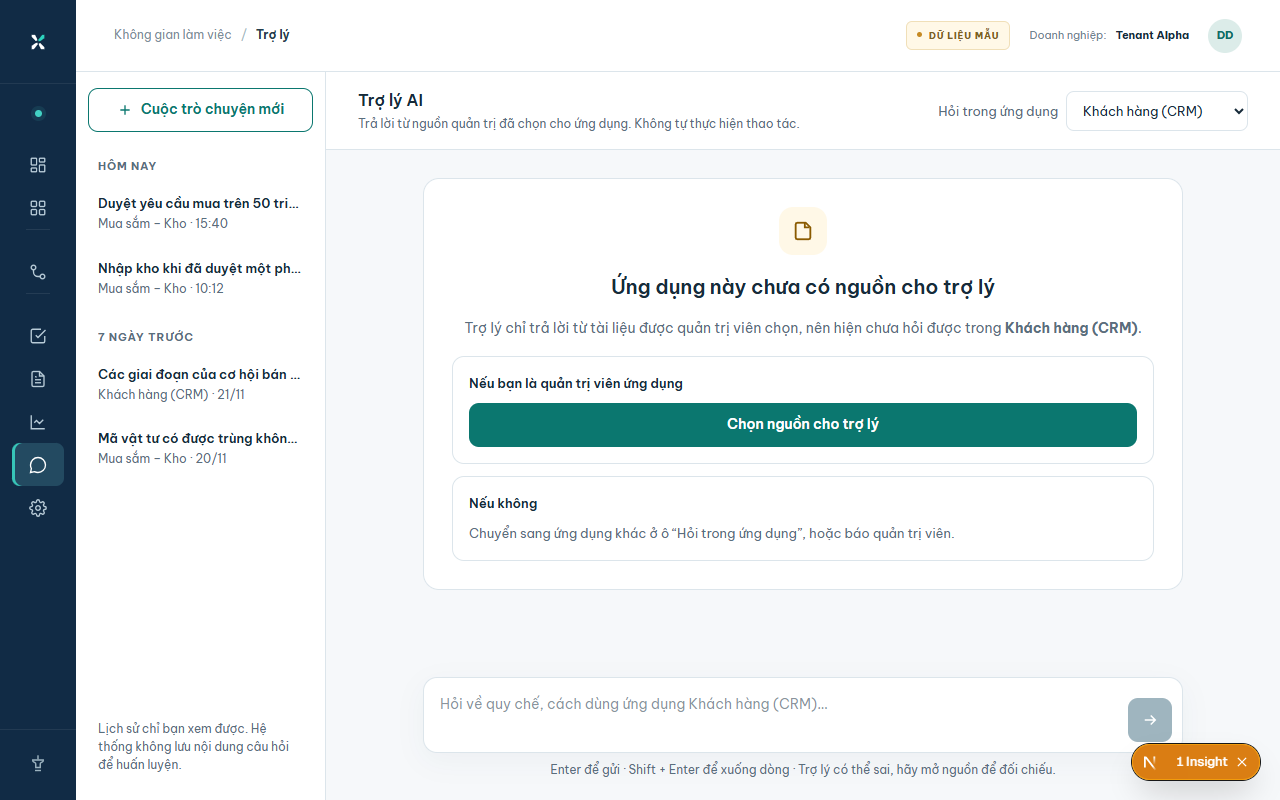 Không gian làm việc / Trợ lý
DỮ LIỆU MẪU
Doanh nghiệp: Tenant Alpha
DD
+ Cuộc trò chuyện mới
HÔM NAY
Duyệt yêu cầu mua trên 50 tri...
Mua sắm – Kho · 15:40
Nhập kho khi đã duyệt một ph...
Mua sắm – Kho · 10:12
7 NGÀY TRƯỚC
Các giai đoạn của cơ hội bán ...
Khách hàng (CRM) · 21/11
Mã vật tư có được trùng khôn...
Mua sắm – Kho · 20/11
Lịch sử chỉ bạn xem được. Hệ
thống không lưu nội dung câu hỏi
để huấn luyện.
Trợ lý AI
Trả lời từ nguồn quản trị đã chọn cho ứng dụng. Không tự thực hiện thao tác.
Hỏi trong ứng dụng
Khách hàng (CRM)
Ứng dụng này chưa có nguồn cho trợ lý
Trợ lý chỉ trả lời từ tài liệu được quản trị viên chọn, nên hiện chưa hỏi được trong Khách hàng (CRM).
Nếu bạn là quản trị viên ứng dụng
Chọn nguồn cho trợ lý
Nếu không
Chuyển sang ứng dụng khác ở ô “Hỏi trong ứng dụng”, hoặc báo quản trị viên.
Hỏi về quy chế, cách dùng ứng dụng Khách hàng (CRM)...
Enter để gửi · Shift + Enter để xuống dòng · Trợ lý có thể sai, hãy mở nguồn để đối chiếu.
1 Insight